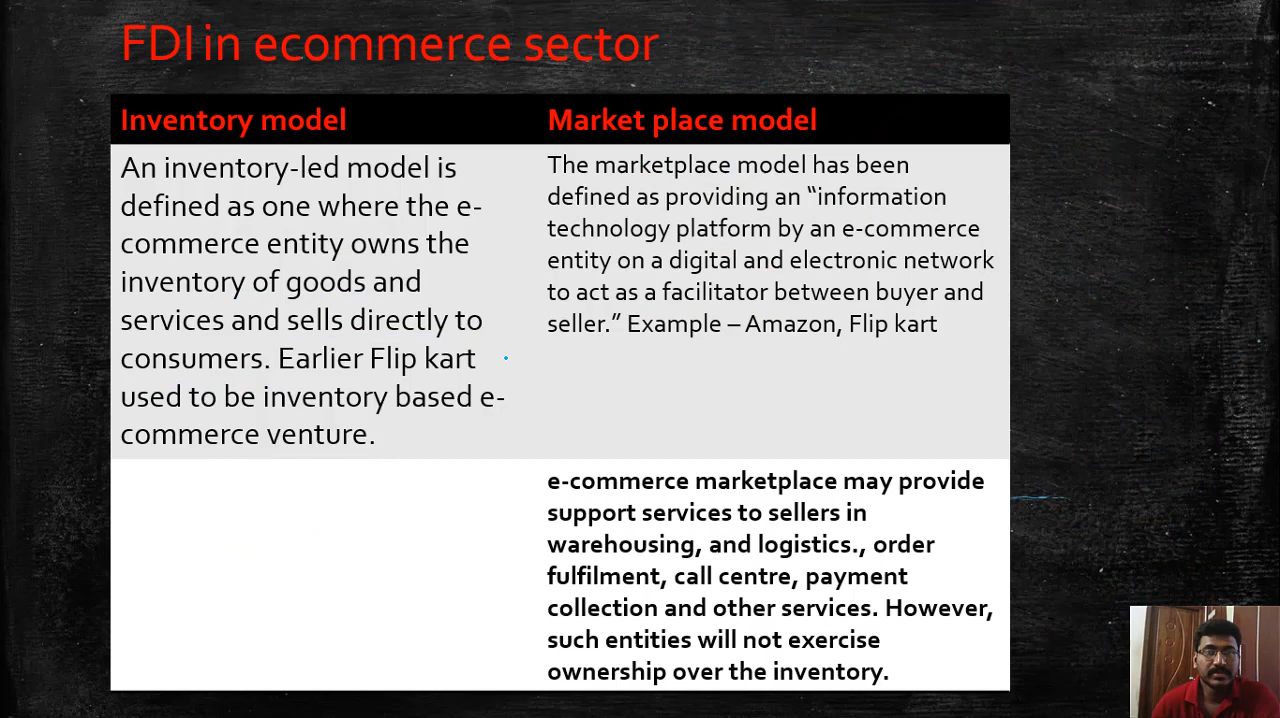 FDI in ecommerce sector
Inventory model
Market place model
An inventory-led model is
defined as one where the e-
commerce entity owns the
inventory of goods and
services and sells directly to
consumers. Earlier Flip kart
used to be inventory based e-
commerce venture.
The marketplace model has been
defined as providing an “information
technology platform by an e-commerce
entity on a digital and electronic network
to act as a facilitator between buyer and
seller.” Example – Amazon, Flip kart
e-commerce marketplace may provide
support services to sellers in
warehousing, and logistics., order
fulfilment, call centre, payment
collection and other services. However,
such entities will not exercise
ownership over the inventory.